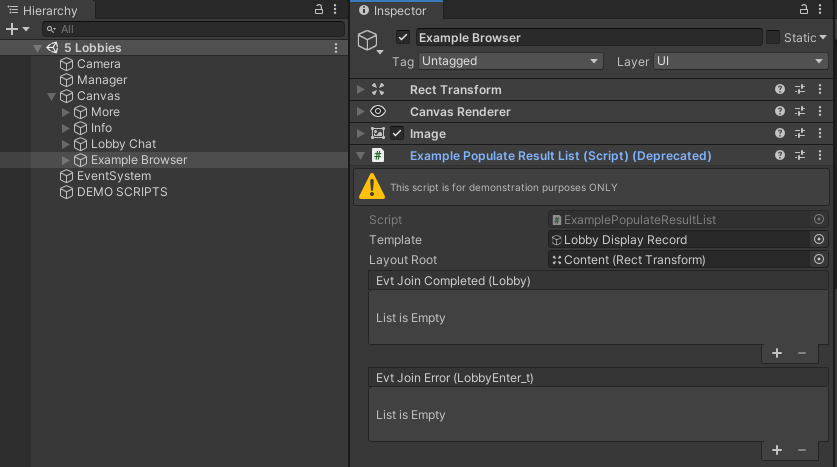 Hierarchy
All
5 Lobbies
Camera
Manager
Canvas
More
Info
Lobby Chat
Example Browser
EventSystem
DEMO SCRIPTS
Inspector
Example Browser
Static
Tag Untagged Layer UI
Rect Transform
Canvas Renderer
Image
Example Populate Result List (Script) (Deprecated)
This script is for demonstration purposes ONLY
Script ExamplePopulateResultList
Template Lobby Display Record
Layout Root Content (Rect Transform)
Evt Join Completed (Lobby)
List is Empty
Evt Join Error (LobbyEnter_t)
List is Empty